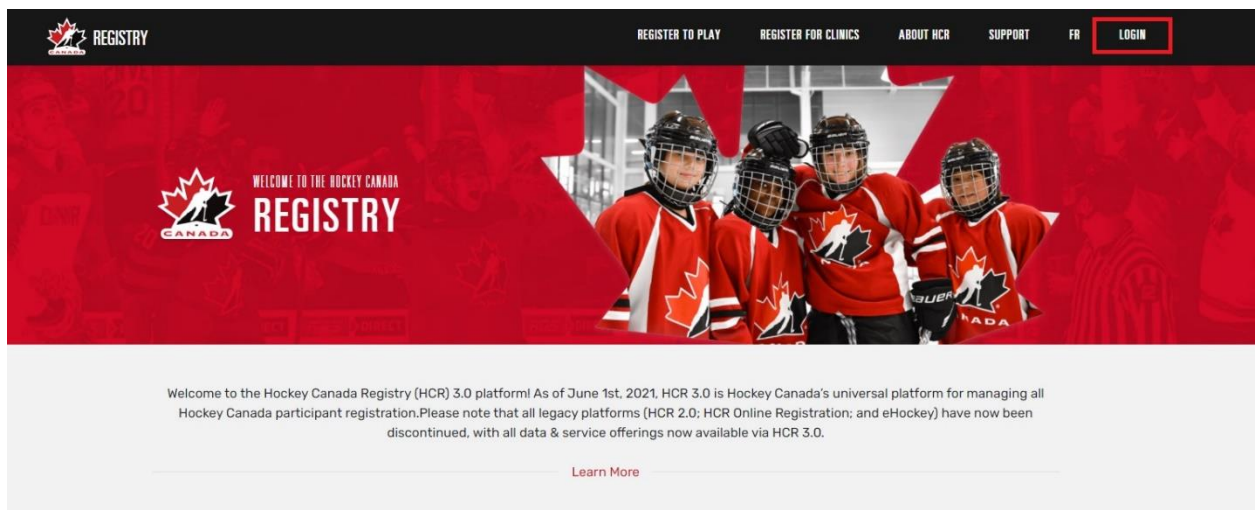 CANADA
REGISTRY
REGISTER TO PLAY
REGISTER FOR CLINICS
ABOUT HCR
SUPPORT
FR
LOGIN
WELCOME TO THE HOCKEY CANADA
REGISTRY
CANADA
BAUER
Welcome to the Hockey Canada Registry (HCR) 3.0 platform! As of June 1st, 2021, HCR 3.0 is Hockey Canada's universal platform for managing all
Hockey Canada participant registration.Please note that all legacy platforms (HCR 2.0; HCR Online Registration; and eHockey) have now been
discontinued, with all data & service offerings now available via HCR 3.0.
Learn More